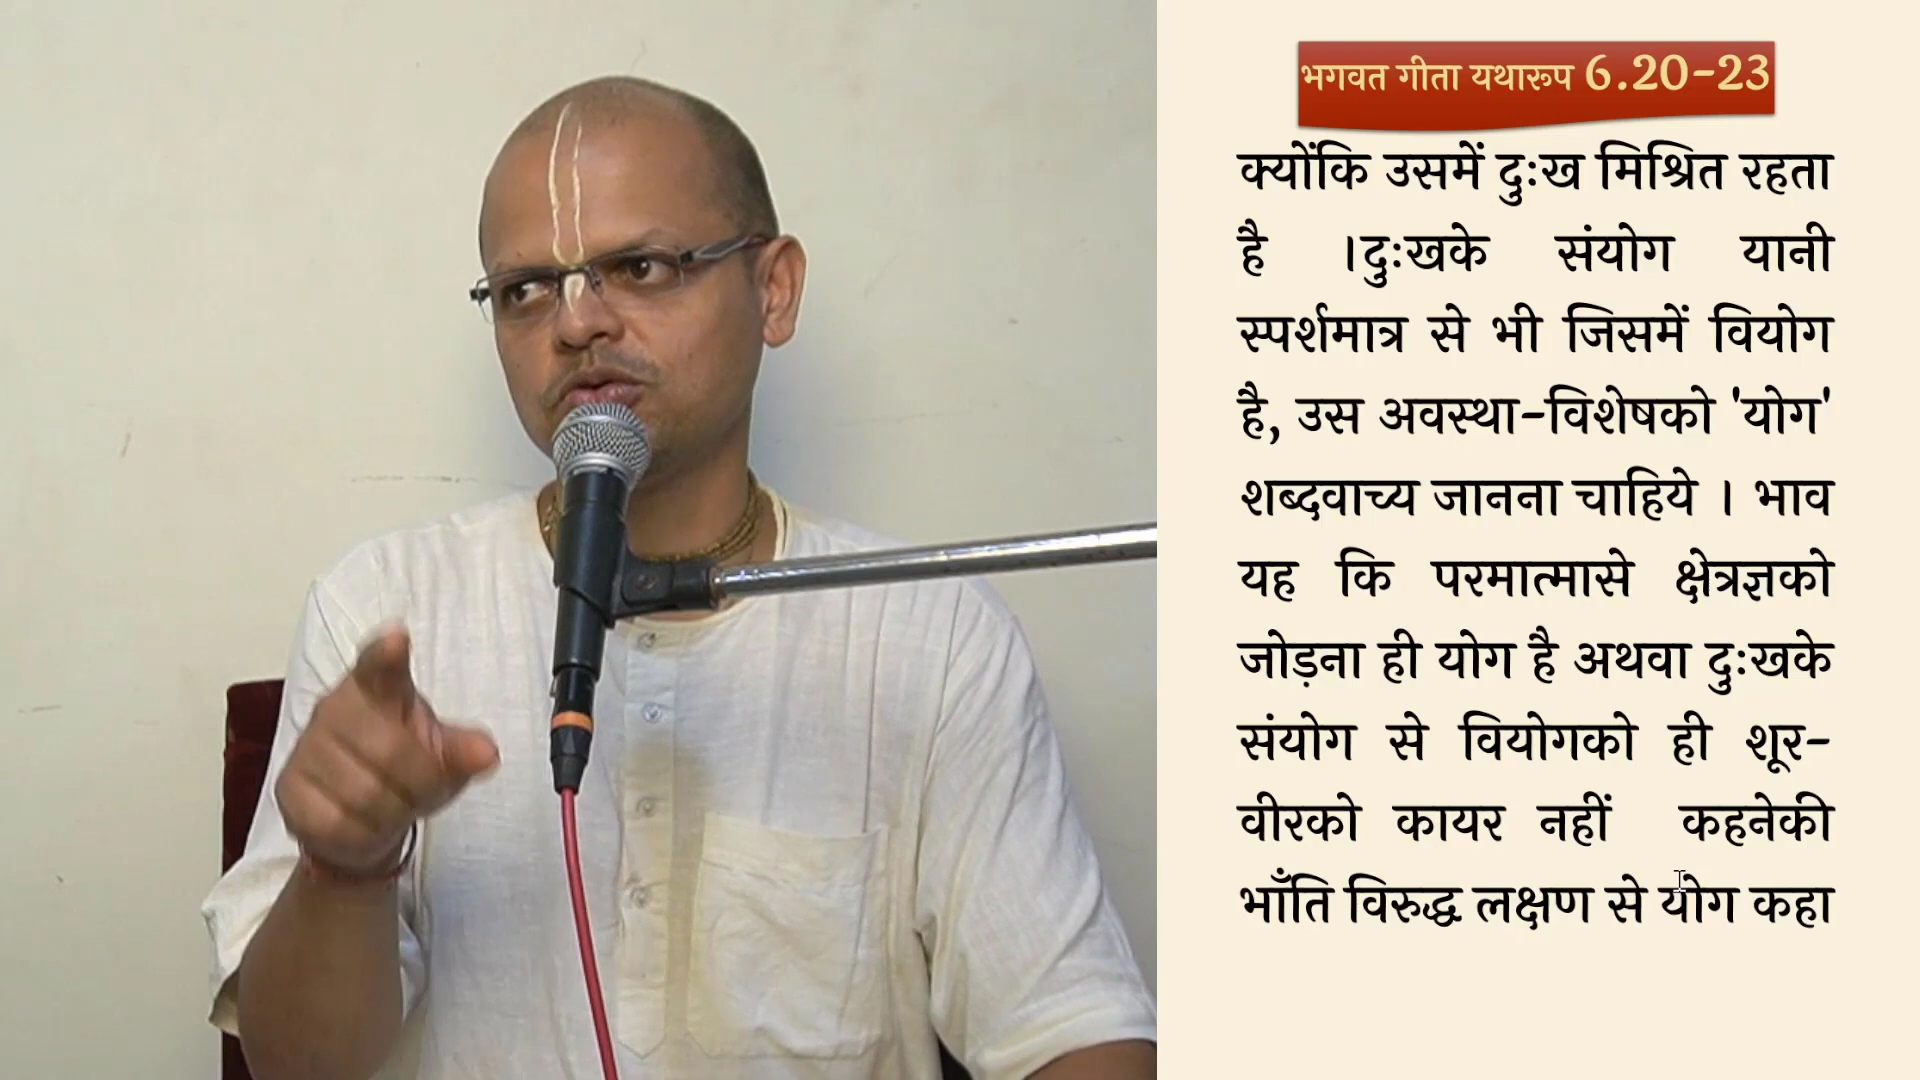 भगवत गीता यथारूप 6.20-23
क्योंकि उसमें दुःख मिश्रित रहता
है ।दुःखके संयोग यानी
स्पर्शमात्र से भी जिसमें वियोग
है, उस अवस्था-विशेषको 'योग'
शब्दवाच्य जानना चाहिये । भाव
यह कि परमात्मासे क्षेत्रज्ञको
जोड़ना ही योग है अथवा दुःखके
संयोग से वियोगको ही शूर-
वीरको कायर नहीं कहनेकी
भाँति विरुद्ध लक्षण से योग कहा